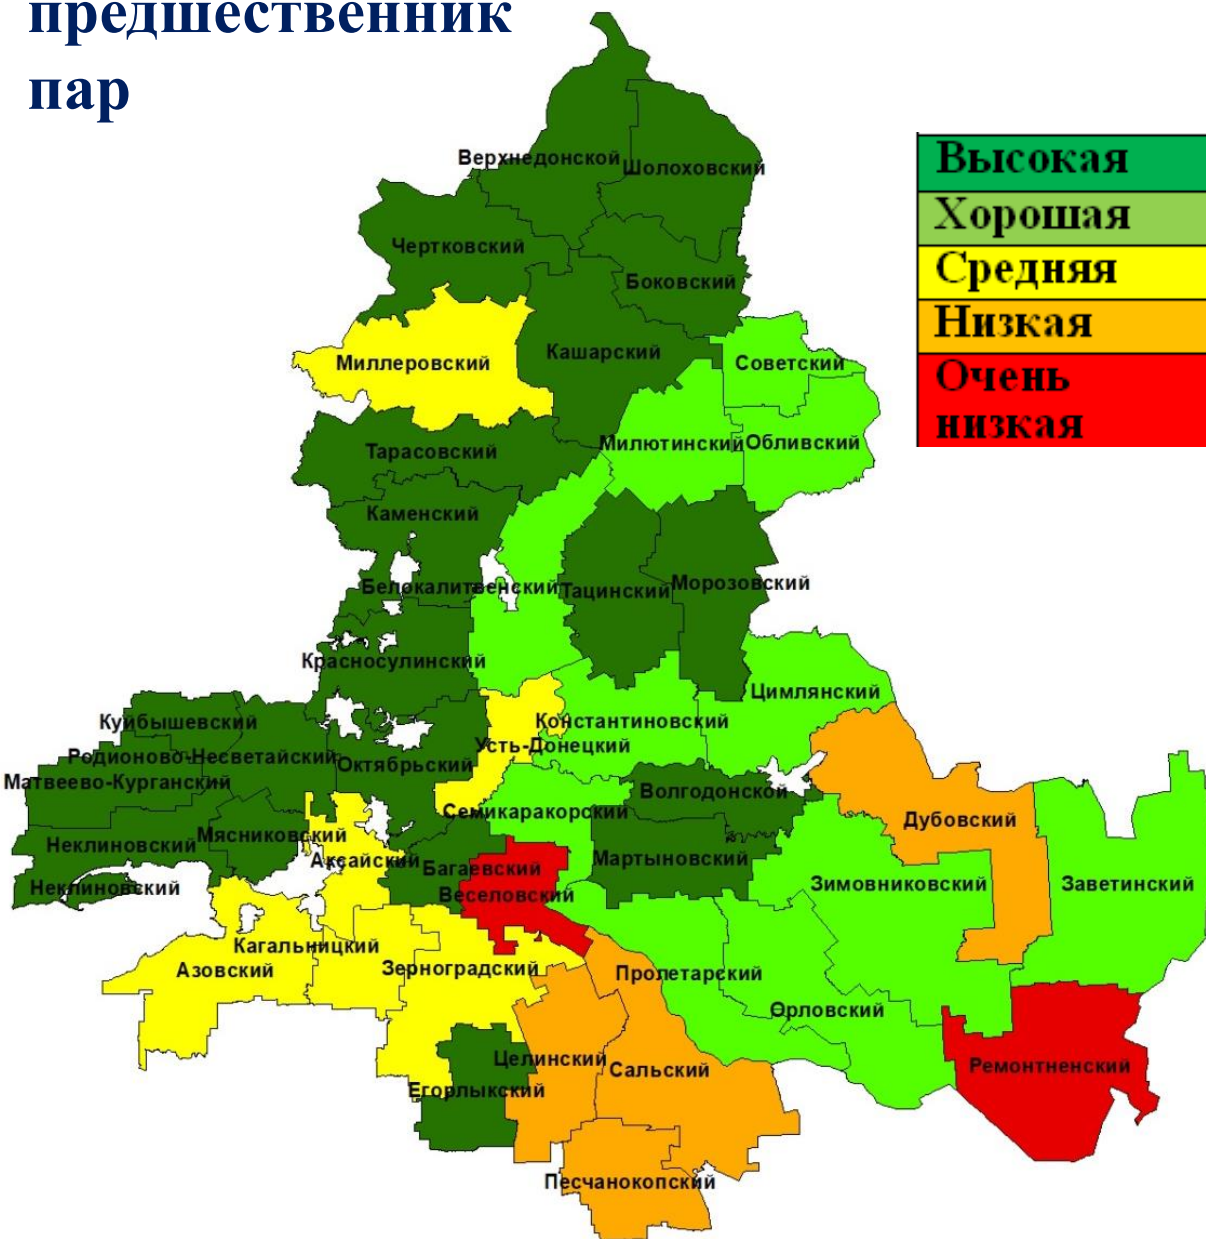 предшественник
пар
Высокая
Хорошая
Средняя
Низкая
Очень
низкая
Верхнедонской
Шолоховский
Чертковский
Боковский
Миллеровский
Кашарский
Советский
Тарасовский
Милютинский
Обливский
Каменский
Белокалитвенский
Тацинский
Морозовский
Красносулинский
Цимлянский
Куйбышевский
Константиновский
Усть-Донецкий
Родионово-Несветайский
Октябрьский
Матвеево-Курганский
Волгодонской
Семикаракорский
Дубовский
Мясниковский
Неклиновский
Аксайский
Багаевский
Мартыновский
Неклиновский
Веселовский
Зимовниковский
Заветинский
Кагальницкий
Азовский
Зерноградский
Пролетарский
Орловский
Целинский
Сальский
Ремонтненский
Егорлыкский
Песчанокопский